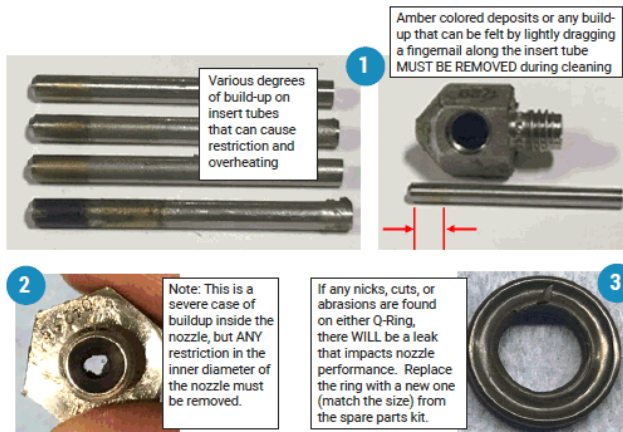 1
Amber colored deposits or any build-
up that can be felt by lightly dragging
a fingernail along the insert tube
MUST BE REMOVED during cleaning
Various degrees
of build-up on
insert tubes
that can cause
restriction and
overheating
2
Note: This is a
severe case of
buildup inside the
nozzle, but ANY
restriction in the
inner diameter of
the nozzle must
be removed.
3
If any nicks, cuts, or
abrasions are found
on either Q-Ring,
there WILL be a leak
that impacts nozzle
performance. Replace
the ring with a new one
(match the size) from
the spare parts kit.